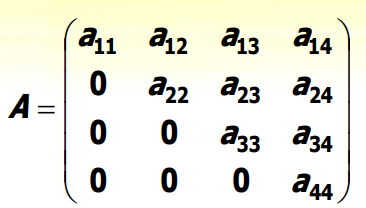 a11 a12 a13 a14
0 a22 a23 a24
A = 0 0 a33 a34
0 0 0 a44